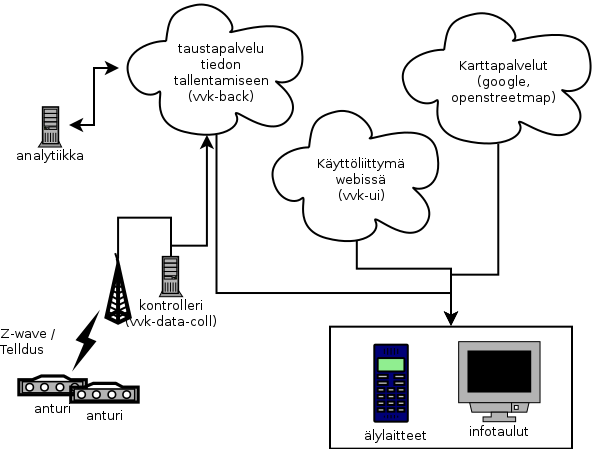 taustapalvelu
tiedon
tallentamiseen
(vvk-back)
Karttapalvelut
(google,
openstreetmap)
analytiikka
Käyttöliittymä
webissä
(vvk-ui)
kontrolleri
(vvk-data-coll)
Z-wave /
Telldus
anturi
anturi
älylaitteet
infotaulut